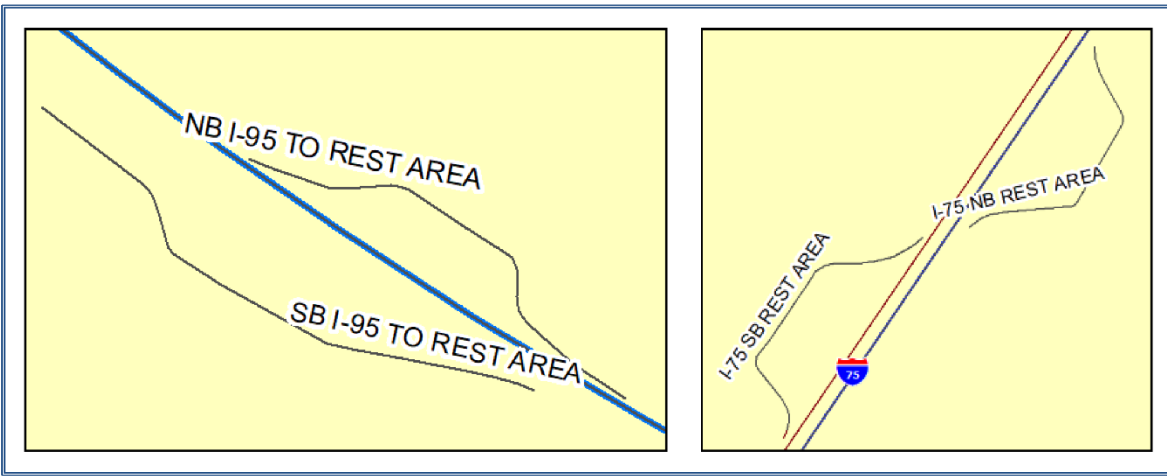 NB I-95 TO REST AREA
SB I-95 TO REST AREA
I-75 NB REST AREA
I-75 SB REST AREA
75